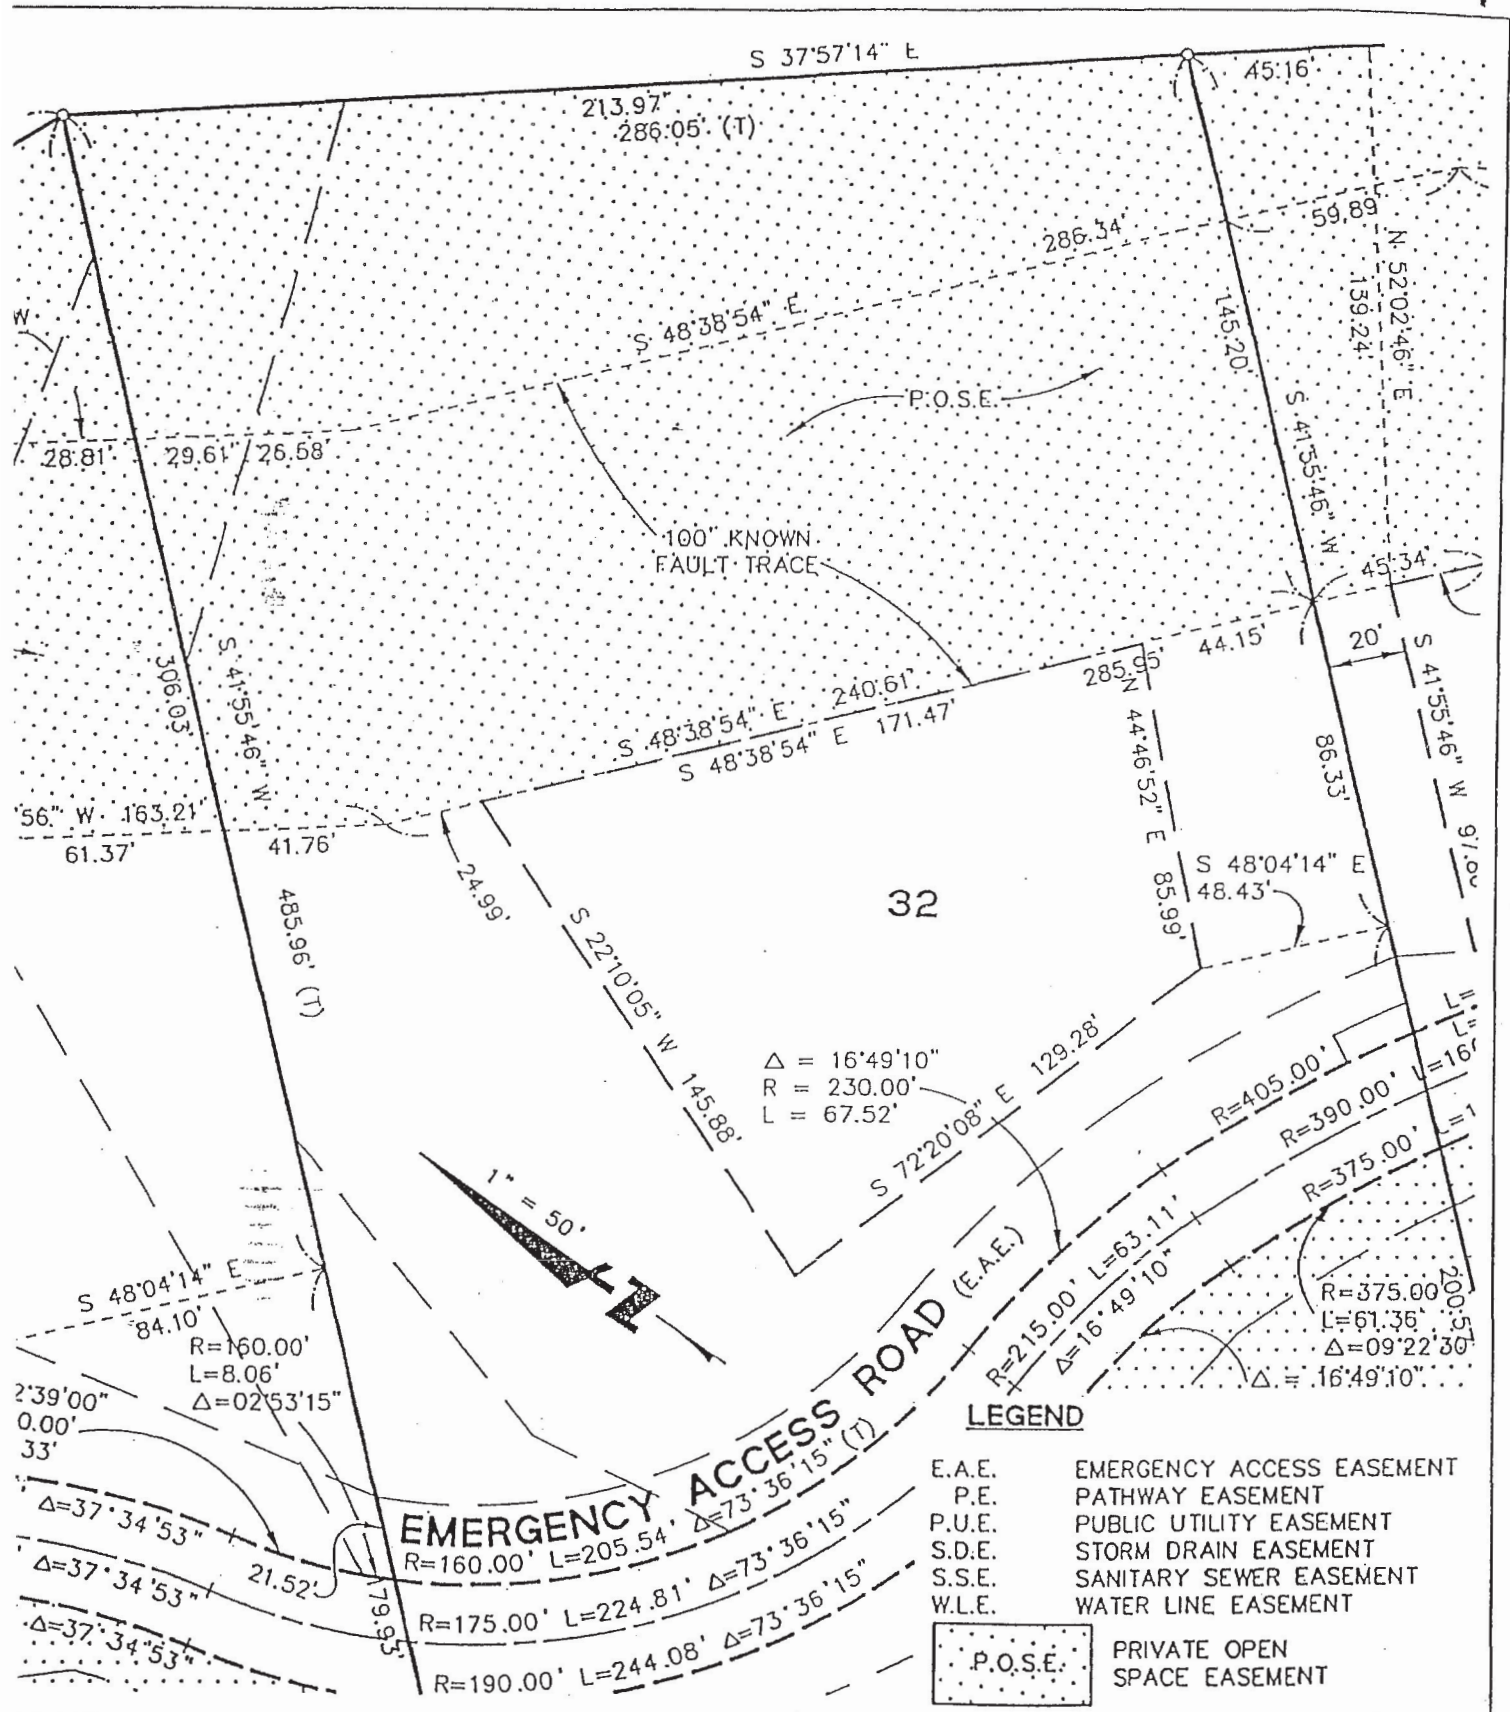 S 37°57'14" E
45.16'
213.97'
286.05' (T)
286.34'
59.89
N 52°02'46" E
139.24'
S 48°38'54" E
145.20'
W
P.O.S.E.
S 41°55'46" W
28.81'
29.61'
26.58'
100' KNOWN
FAULT TRACE
45.34'
20'
44.15'
285.95'
306.03'
S 41°55'46" W
S 48°38'54" E 240.61'
S 48°38'54" E 171.47'
N 44°46'52" E 85.99'
S 41°55'46" W
86.33'
56" W 163.21'
61.37'
41.76'
24.99'
485.96' (T)
32
S 48°04'14" E
48.43'
S 22°10'05" W 145.88'
Δ = 16°49'10"
R = 230.00'
L = 67.52'
S 72°20'08" E 129.28'
L=
L=
R=405.00'
R=390.00'
R=375.00'
1" = 50'
S 48°04'14" E
84.10'
R=160.00'
L=8.06'
Δ=02°53'15"
2°39'00"
0.00'
33'
R=215.00' L=63.11'
Δ=16°49'10"
R=375.00
L=61.36'
Δ=09°22'30"
Δ = 16°49'10"
200.57
EMERGENCY ACCESS ROAD (E.A.E.)
R=160.00' L=205.54' Δ=73°36'15" (T)
R=175.00' L=224.81' Δ=73°36'15"
R=190.00' L=244.08' Δ=73°36'15"
Δ=37°34'53"
Δ=37°34'53"
Δ=37°34'53"
21.52'
179.93'
LEGEND
E.A.E. EMERGENCY ACCESS EASEMENT
P.E. PATHWAY EASEMENT
P.U.E. PUBLIC UTILITY EASEMENT
S.D.E. STORM DRAIN EASEMENT
S.S.E. SANITARY SEWER EASEMENT
W.L.E. WATER LINE EASEMENT
P.O.S.E. PRIVATE OPEN
SPACE EASEMENT